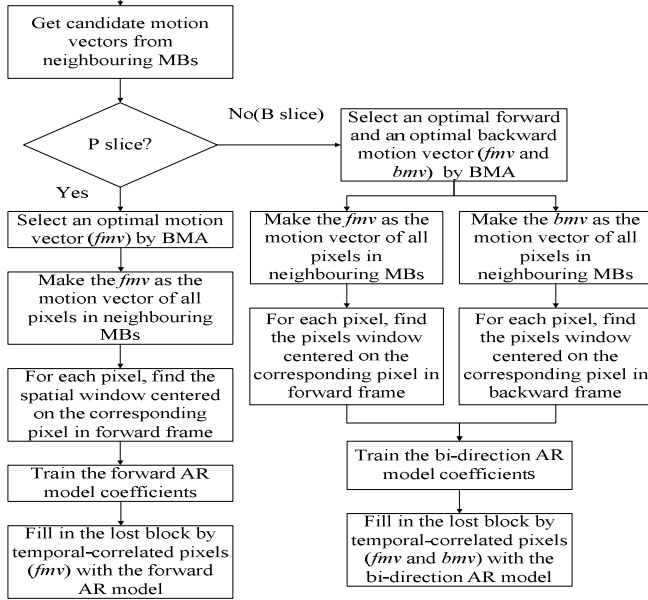 Get candidate motion
vectors from
neighbouring MBs
P slice?
No(B slice)
Yes
Select an optimal forward
and an optimal backward
motion vector (fmv and
bmv) by BMA
Select an optimal motion
vector (fmv) by BMA
Make the fmv as the
motion vector of all
pixels in neighbouring
MBs
For each pixel, find the
spatial window centered
on the corresponding
pixel in forward frame
Train the forward AR
model coefficients
Fill in the lost block by
temporal-correlated pixels
(fmv) with the forward
AR model
Make the fmv as the
motion vector of all
pixels in
neighbouring MBs
Make the bmv as the
motion vector of all
pixels in
neighbouring MBs
For each pixel, find
the pixels window
centered on the
corresponding pixel in
forward frame
For each pixel, find
the pixels window
centered on the
corresponding pixel in
backward frame
Train the bi-direction AR
model coefficients
Fill in the lost block by
temporal-correlated pixels
(fmv and bmv) with the
bi-direction AR model